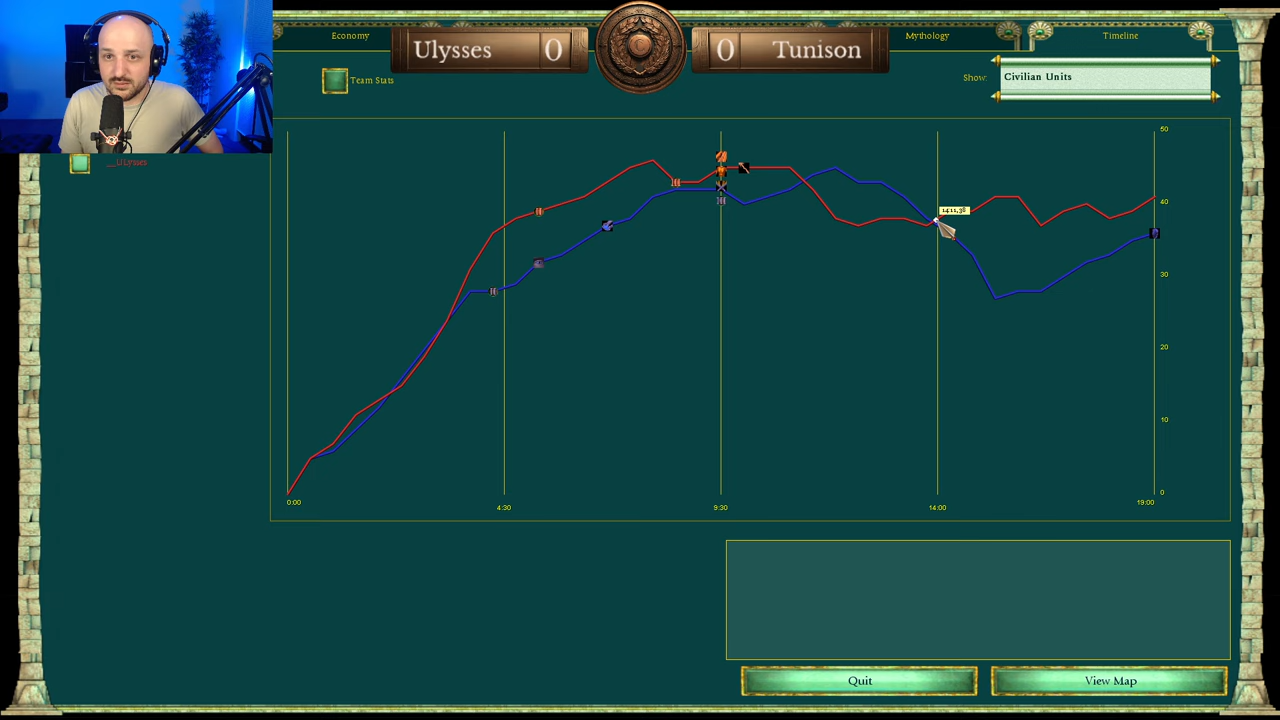 Economy
Ulysses 0
0 Tunison
Mythology
Timeline
Team Stats
Show:
Civilian Units
__Ulysses
50
40
30
20
10
0
0:00
4:30
9:30
14:00
19:00
Quit
View Map